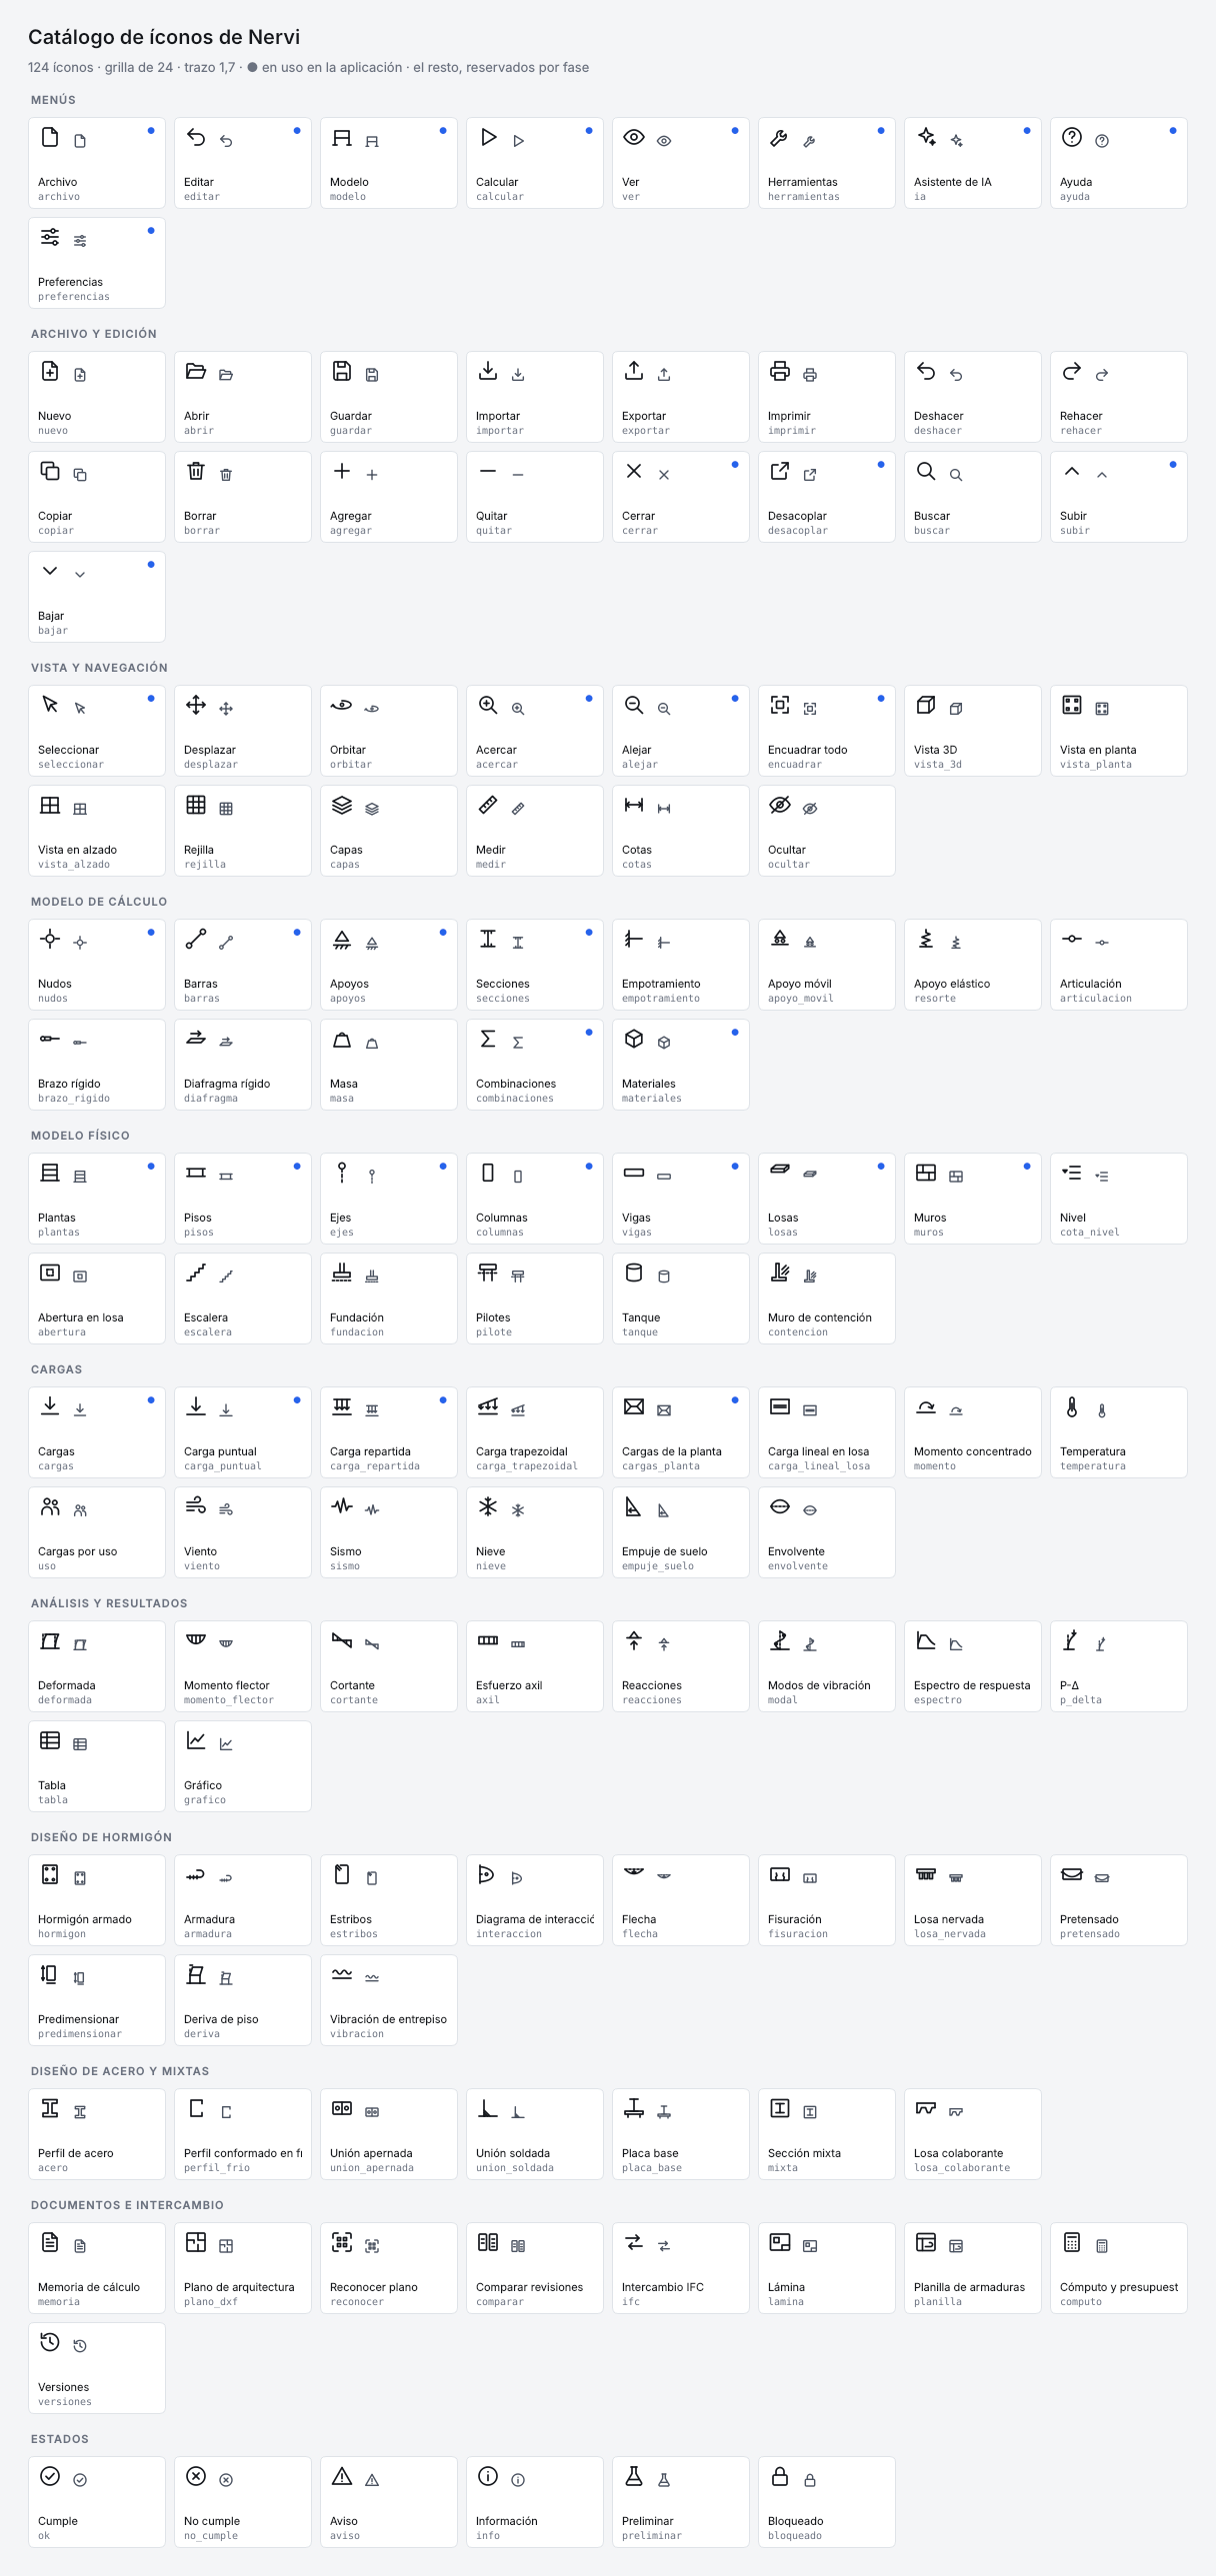 Catálogo de íconos de Nervi
124 íconos · grilla de 24 · trazo 1,7 · ● en uso en la aplicación · el resto, reservados por fase
MENÚS
Archivo Editar Modelo Calcular Ver Herramientas Asistente de IA Ayuda
archivo editar modelo calcular ver herramientas ia ayuda
Preferencias
preferencias
ARCHIVO Y EDICIÓN
Nuevo Abrir Guardar Importar Exportar Imprimir Deshacer Rehacer
nuevo abrir guardar importar exportar imprimir deshacer rehacer
Copiar Borrar Agregar Quitar Cerrar Desacoplar Buscar Subir
copiar borrar agregar quitar cerrar desacoplar buscar subir
Bajar
bajar
VISTA Y NAVEGACIÓN
Seleccionar Desplazar Orbitar Acercar Alejar Encuadrar todo Vista 3D Vista en planta
seleccionar desplazar orbitar acercar alejar encuadrar vista_3d vista_planta
Vista en alzado Rejilla Capas Medir Cotas Ocultar
vista_alzado rejilla capas medir cotas ocultar
MODELO DE CÁLCULO
Nudos Barras Apoyos Secciones Empotramiento Apoyo móvil Apoyo elástico Articulación
nudos barras apoyos secciones empotramiento apoyo_movil resorte articulacion
Brazo rígido Diafragma rígido Masa Combinaciones Materiales
brazo_rigido diafragma masa combinaciones materiales
MODELO FÍSICO
Plantas Pisos Ejes Columnas Vigas Losas Muros Nivel
plantas pisos ejes columnas vigas losas muros cota_nivel
Abertura en losa Escalera Fundación Pilotes Tanque Muro de contención
abertura escalera fundacion pilote tanque contencion
CARGAS
Cargas Carga puntual Carga repartida Carga trapezoidal Cargas de la planta Carga lineal en losa Momento concentrado Temperatura
cargas carga_puntual carga_repartida carga_trapezoidal cargas_planta carga_lineal_losa momento temperatura
Cargas por uso Viento Sismo Nieve Empuje de suelo Envolvente
uso viento sismo nieve empuje_suelo envolvente
ANÁLISIS Y RESULTADOS
Deformada Momento flector Cortante Esfuerzo axil Reacciones Modos de vibración Espectro de respuesta P-Δ
deformada momento_flector cortante axil reacciones modal espectro p_delta
Tabla Gráfico
tabla grafico
DISEÑO DE HORMIGÓN
Hormigón armado Armadura Estribos Diagrama de interacció Flecha Fisuración Losa nervada Pretensado
hormigon armadura estribos interaccion flecha fisuracion losa_nervada pretensado
Predimensionar Deriva de piso Vibración de entrepiso
predimensionar deriva vibracion
DISEÑO DE ACERO Y MIXTAS
Perfil de acero Perfil conformado en fr Unión apernada Unión soldada Placa base Sección mixta Losa colaborante
acero perfil_frio union_apernada union_soldada placa_base mixta losa_colaborante
DOCUMENTOS E INTERCAMBIO
Memoria de cálculo Plano de arquitectura Reconocer plano Comparar revisiones Intercambio IFC Lámina Planilla de armaduras Cómputo y presupuest
memoria plano_dxf reconocer comparar ifc lamina planilla computo
Versiones
versiones
ESTADOS
Cumple No cumple Aviso Información Preliminar Bloqueado
ok no_cumple aviso info preliminar bloqueado